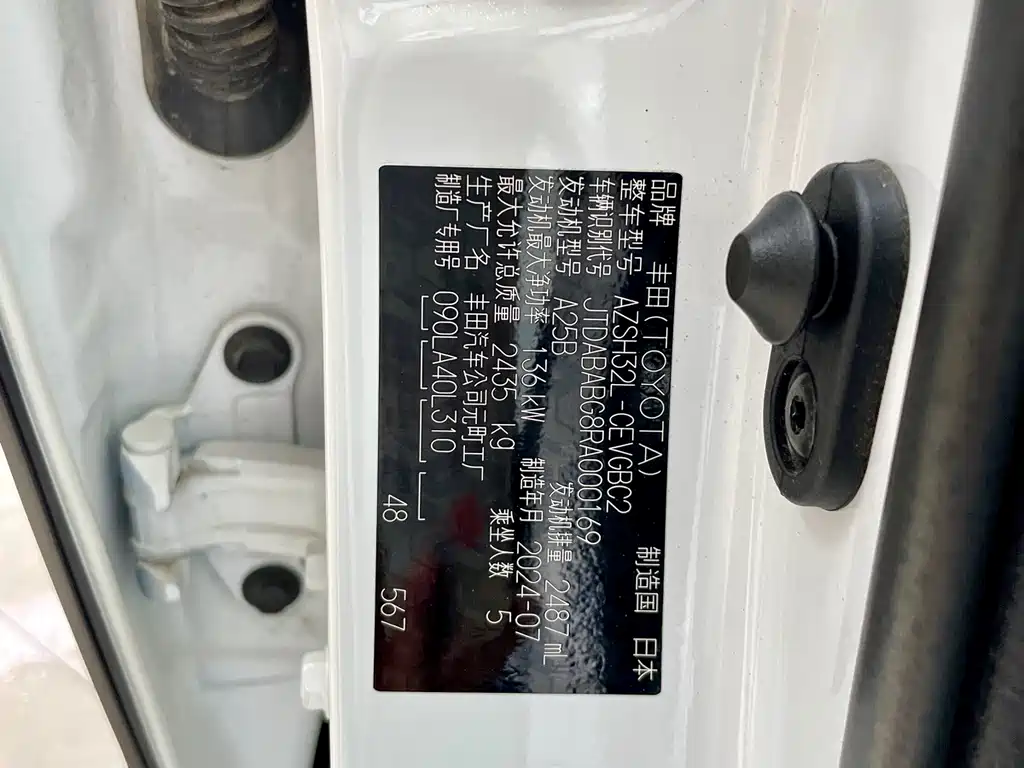 品牌 丰田(TOYOTA) 制造国 日本
整车型号 AZSH32L-CEVGBC2
车辆识别代号 JTDABABG8RA000169
发动机型号 A25B 发动机排量 2487 mL
发动机最大净功率 136 kW 制造年月 2024-07
最大允许总质量 2435 kg 乘坐人数 5
生产厂名 丰田汽车公司元町工厂
制造厂专用号 090LA40L310
48 567